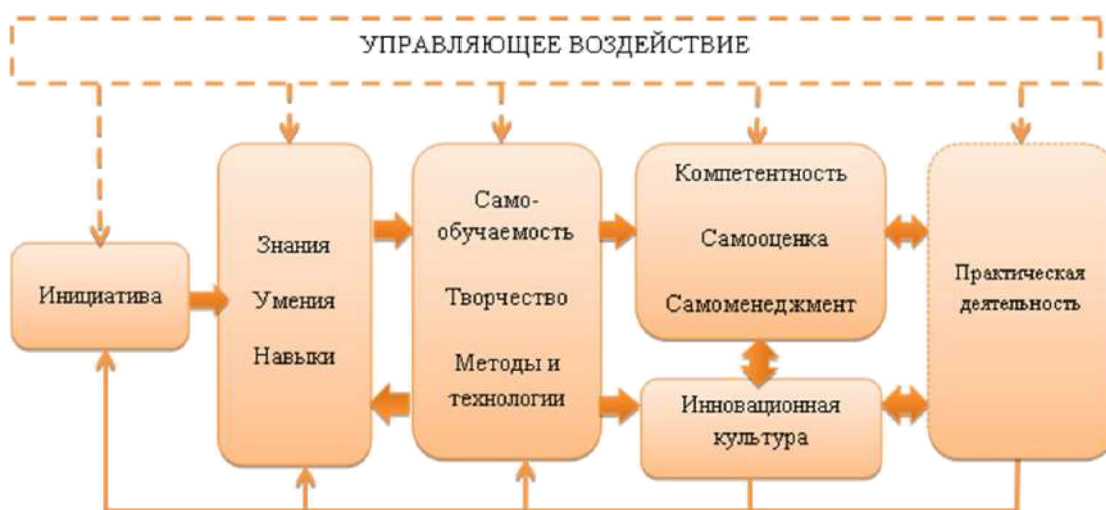 УПРАВЛЯЮЩЕЕ ВОЗДЕЙСТВИЕ
Инициатива
Знания
Умения
Навыки
Само-
обучаемость
Творчество
Методы и
технологии
Компетентность
Самооценка
Самоменеджмент
Инновационная
культура
Практическая
деятельность